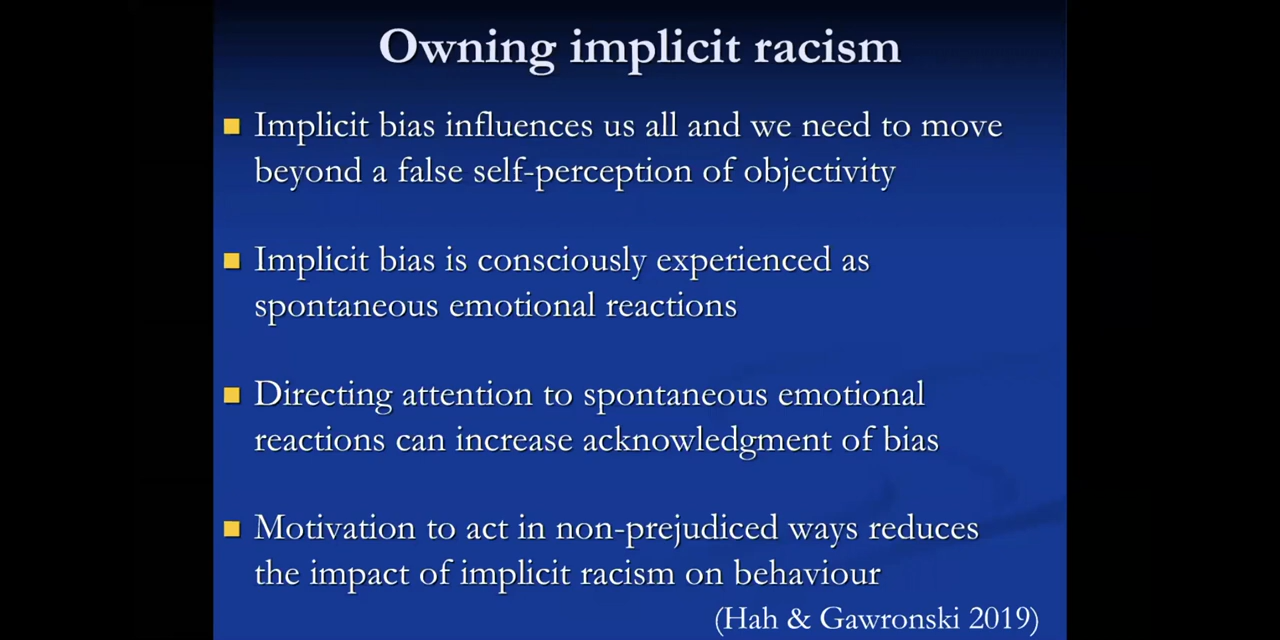 Owning implicit racism
Implicit bias influences us all and we need to move
beyond a false self-perception of objectivity
Implicit bias is consciously experienced as
spontaneous emotional reactions
Directing attention to spontaneous emotional
reactions can increase acknowledgment of bias
Motivation to act in non-prejudiced ways reduces
the impact of implicit racism on behaviour
(Hah & Gawronski 2019)